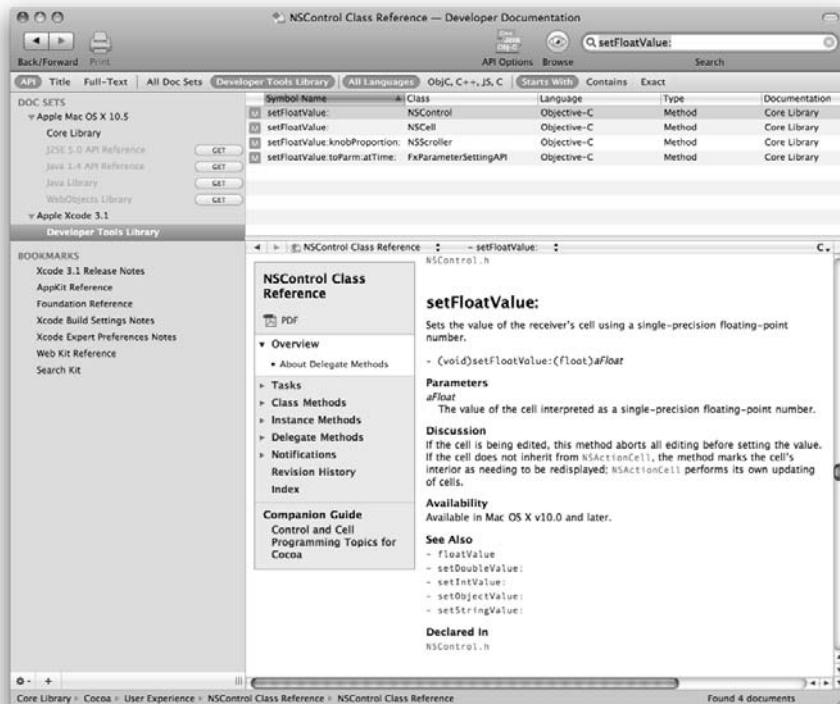 NSControl Class Reference — Developer Documentation
Back/Forward Print
API Options Browse
setFloatValue:
Search
API Title Full-Text All Doc Sets Developer Tools Library All Languages ObjC, C++, JS, C Starts With Contains Exact
DOC SETS
Apple Mac OS X 10.5
Core Library
J2SE 5.0 API Reference GET
Java 1.4 API Reference GET
Java Library GET
WebObjects Library GET
Apple Xcode 3.1
Developer Tools Library
BOOKMARKS
Xcode 3.1 Release Notes
AppKit Reference
Foundation Reference
Xcode Build Settings Notes
Xcode Expert Preferences Notes
Web Kit Reference
Search Kit
Symbol Name Class Language Type Documentation
M setFloatValue: NSControl Objective-C Method Core Library
M setFloatValue: NSCell Objective-C Method Core Library
M setFloatValue:knobProportion: NSScroller Objective-C Method Core Library
M setFloatValue:toParm:atTime: FxParameterSettingAPI Objective-C Method Core Library
NSControl Class Reference - setFloatValue: C
NSControl Class
Reference
PDF
Overview
• About Delegate Methods
Tasks
Class Methods
Instance Methods
Delegate Methods
Notifications
Revision History
Index
Companion Guide
Control and Cell
Programming Topics for
Cocoa
NSControl.h
setFloatValue:
Sets the value of the receiver's cell using a single-precision floating-point
number.
- (void)setFloatValue:(float)aFloat
Parameters
aFloat
The value of the cell interpreted as a single-precision floating-point number.
Discussion
If the cell is being edited, this method aborts all editing before setting the value.
If the cell does not inherit from NSActionCell, the method marks the cell's
interior as needing to be redisplayed; NSActionCell performs its own updating
of cells.
Availability
Available in Mac OS X v10.0 and later.
See Also
- floatValue
- setDoubleValue:
- setIntValue:
- setObjectValue:
- setStringValue:
Declared In
NSControl.h
Core Library Cocoa User Experience NSControl Class Reference NSControl Class Reference
Found 4 documents